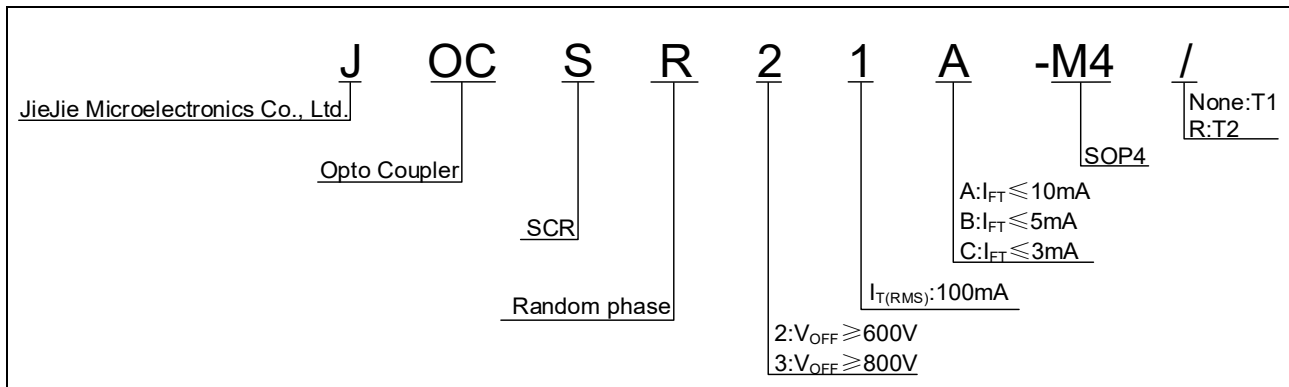 J OC S R 2 1 A -M4 /
JieJie Microelectronics Co., Ltd.
None:T1
R:T2
Opto Coupler
SOP4
A:IFT≤10mA
B:IFT≤5mA
C:IFT≤3mA
SCR
IT(RMS):100mA
Random phase
2:VOFF≥600V
3:VOFF≥800V